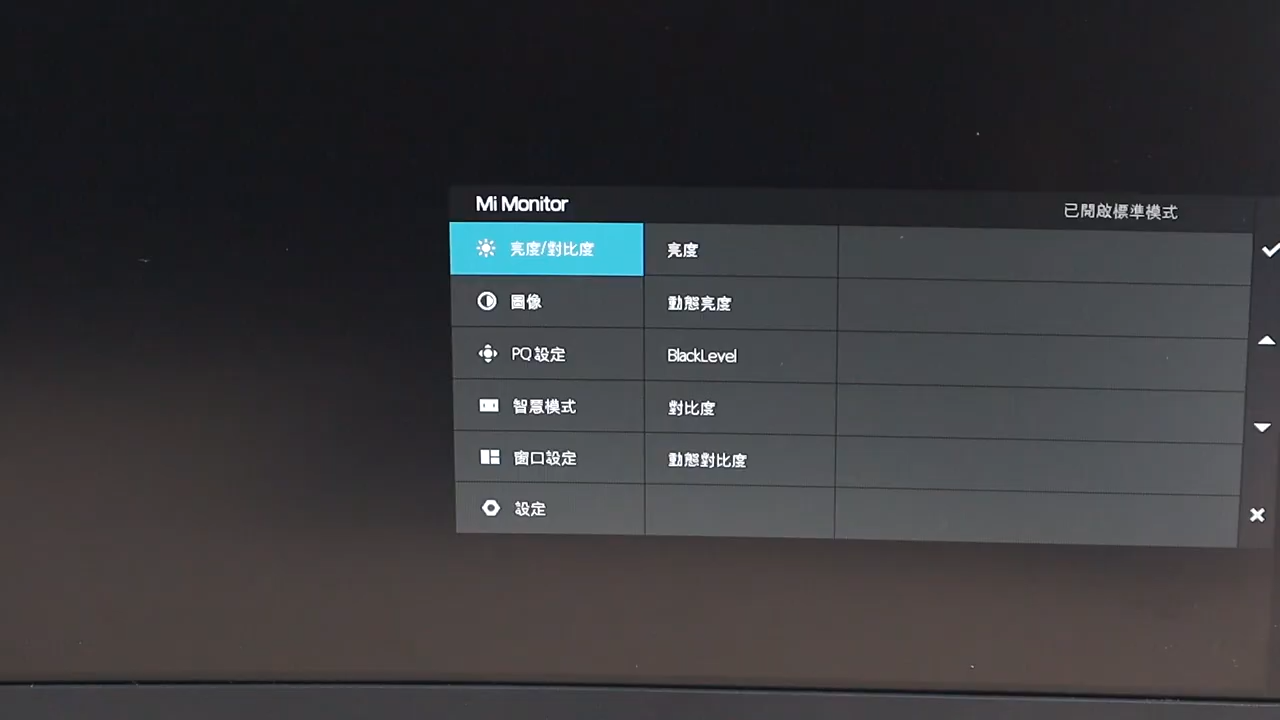 Mi Monitor
已開啟標準模式
亮度/對比度
亮度
圖像
動態亮度
PQ 設定
BlackLevel
智慧模式
對比度
窗口設定
動態對比度
設定